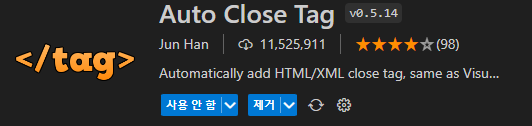 </tag>
Auto Close Tag v0.5.14
Jun Han 11,525,911 (98)
Automatically add HTML/XML close tag, same as Visu...
사용 안 함 제거